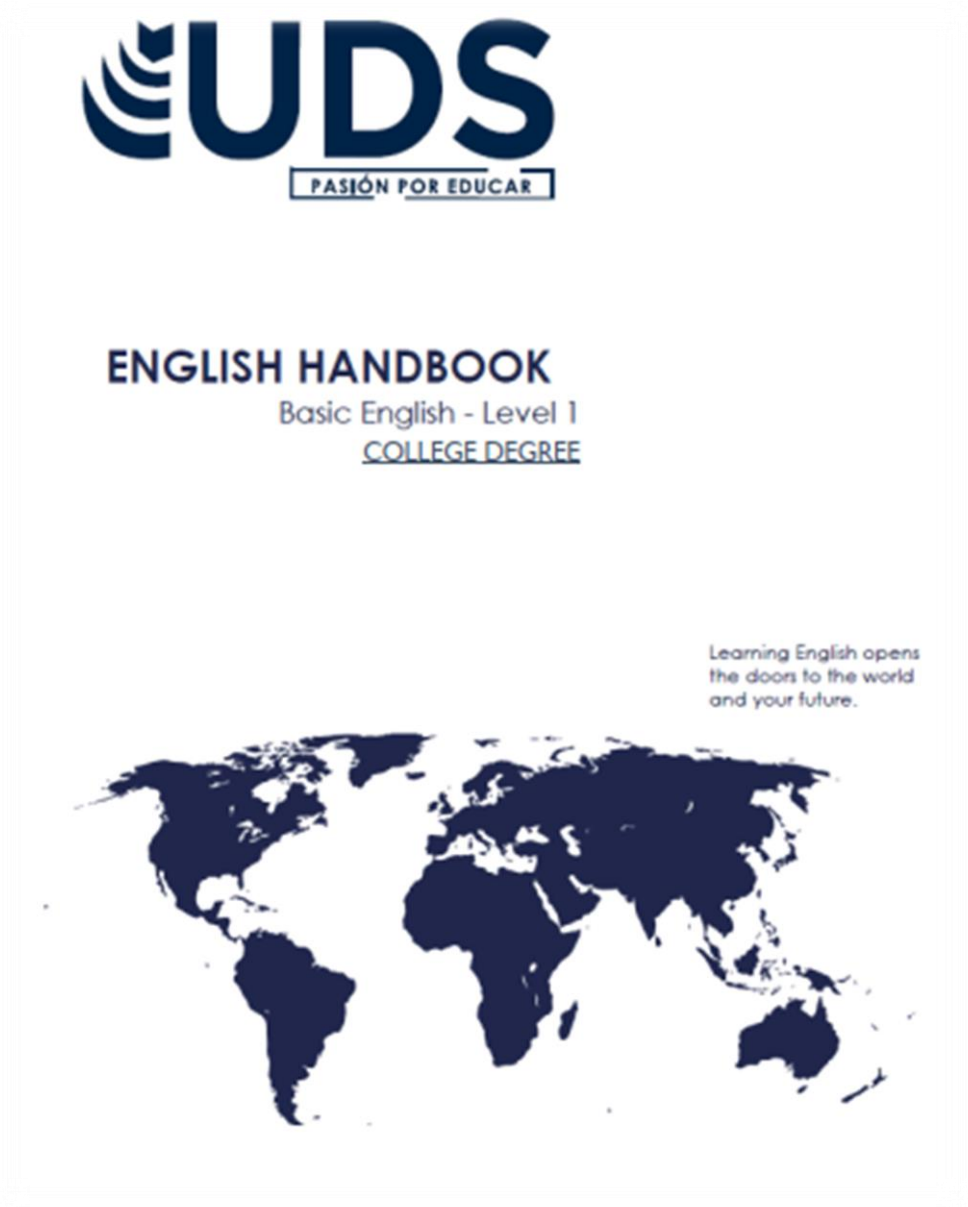 UDS
PASIÓN POR EDUCAR
ENGLISH HANDBOOK
Basic English - Level 1
COLLEGE DEGREE
Learning English opens
the doors to the world
and your future.